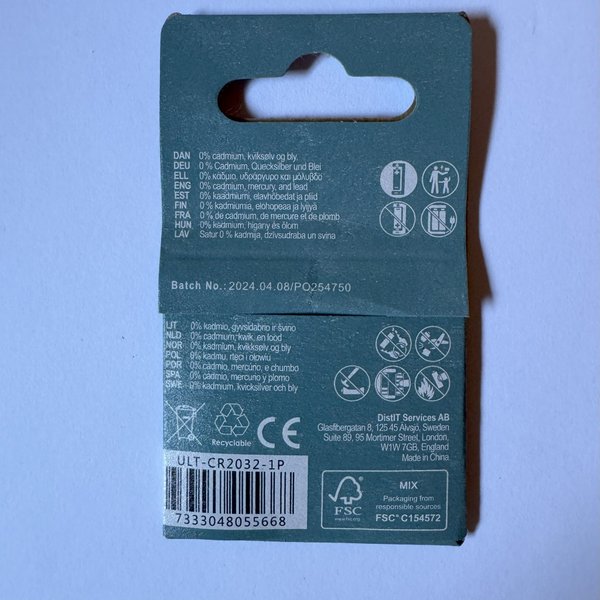 DAN 0% cadmium, kviksølv og bly.
DEU 0 % Cadmium, Quecksilber und Blei
ELL 0% κάδμιο, υδράργυρο και μόλυβδο
ENG 0% cadmium, mercury, and lead
EST 0% kaadmiumi, elavhõbedat ja pliid
FIN 0 % kadmiumia, elohopeaa ja lyijyä
FRA 0 % de cadmium, de mercure et de plomb
HUN 0% kadmium, higany és ólom
LAV Satur 0 % kadmija, dzīvsudraba un svina
Batch No.: 2024.04.08/PO254750
LIT 0% kadmio, gyvsidabrio ir švino
NLD 0% cadmium, kwik, en lood
NOR 0% kadmium, kvikksølv og bly
POL 0% kadmu, rtęci i ołowiu
POR 0% cádmio, mercúrio, e chumbo
SPA 0% cadmio, mercurio y plomo
SWE 0% kadmium, kvicksilver och bly
Recyclable
CE
DistIT Services AB
Glasfibergatan 8, 125 45 Älvsjö, Sweden
Suite 89, 95 Mortimer Street, London,
W1W 7GB, England
Made in China
ULT-CR2032-1P
7333048055668
FSC
www.fsc.org
MIX
Packaging from
responsible sources
FSC® C154572